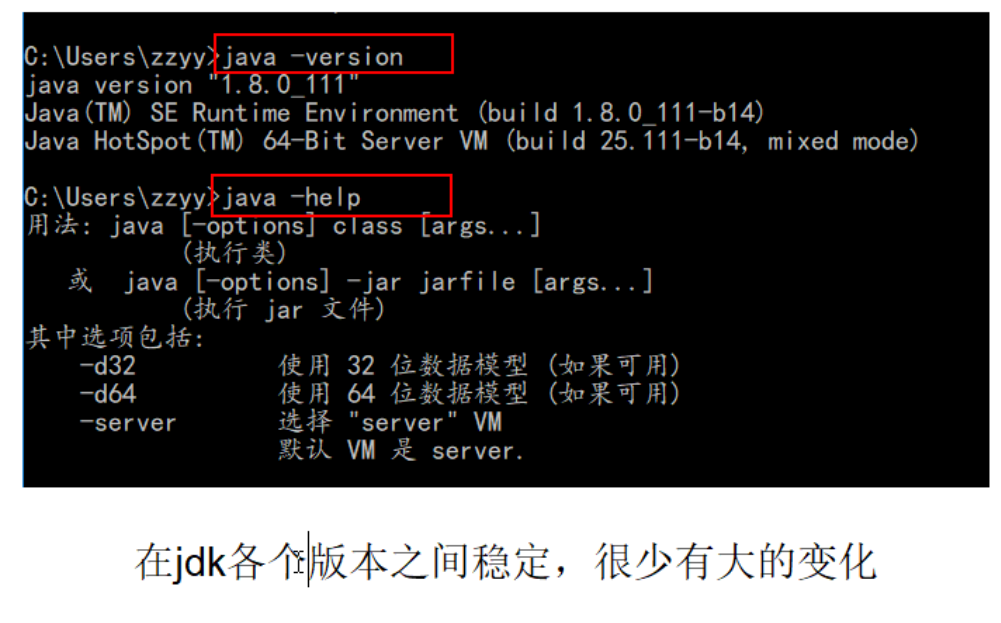 C:\Users\zzyy>java -version
java version "1.8.0_111"
Java(TM) SE Runtime Environment (build 1.8.0_111-b14)
Java HotSpot(TM) 64-Bit Server VM (build 25.111-b14, mixed mode)
C:\Users\zzyy>java -help
用法: java [-options] class [args...]
(执行类)
或 java [-options] -jar jarfile [args...]
(执行 jar 文件)
其中选项包括:
-d32 使用 32 位数据模型 (如果可用)
-d64 使用 64 位数据模型 (如果可用)
-server 选择 "server" VM
默认 VM 是 server.
在jdk各个版本之间稳定，很少有大的变化